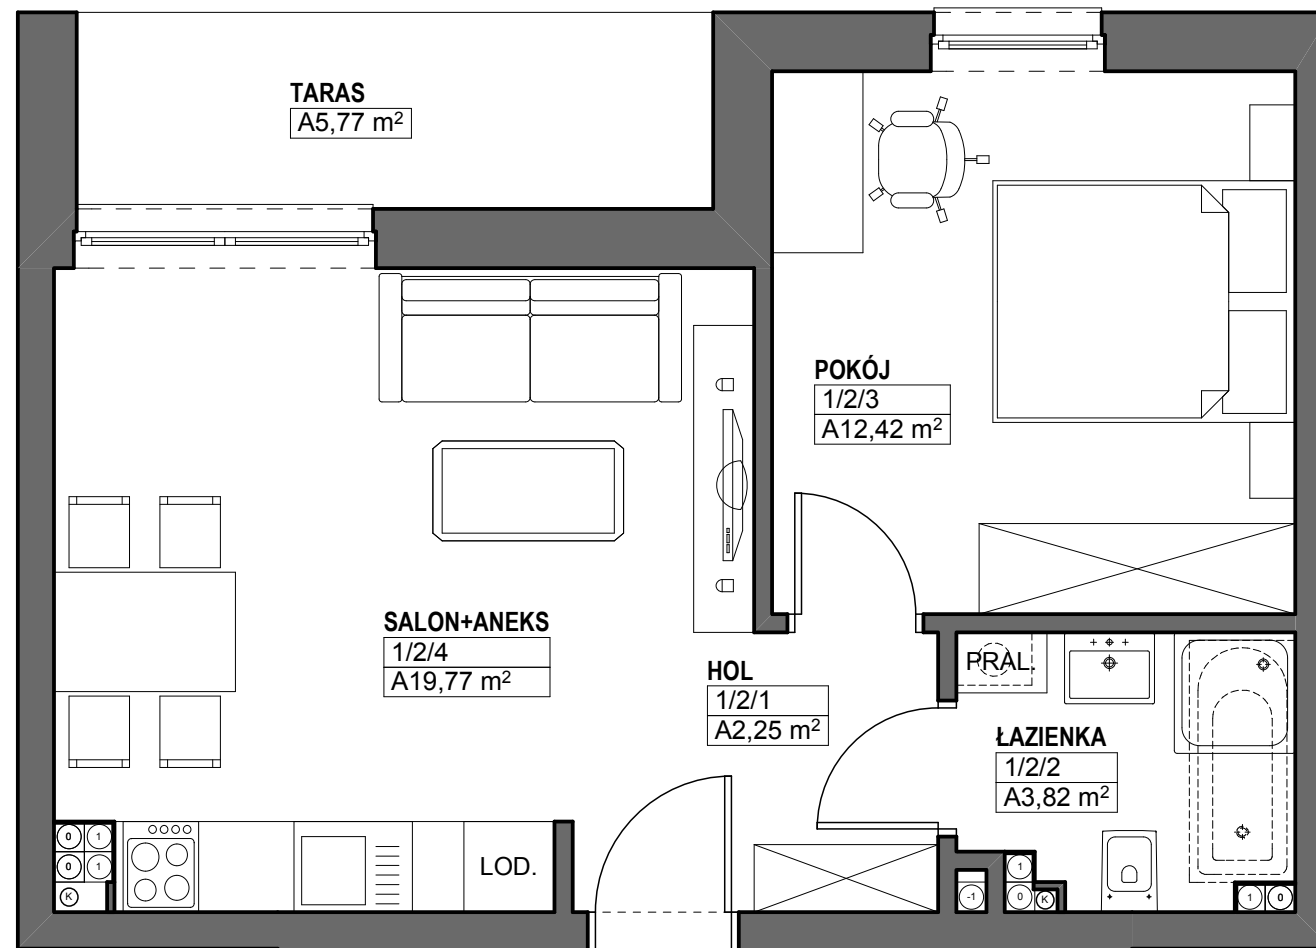 TARAS
A5,77 m²
POKÓJ
1/2/3
A12,42 m²
SALON+ANEKS
1/2/4
A19,77 m²
HOL
1/2/1
A2,25 m²
PRAL.
ŁAZIENKA
1/2/2
A3,82 m²
0 1
0 1
K
LOD.
-1
1
0 K
1 0